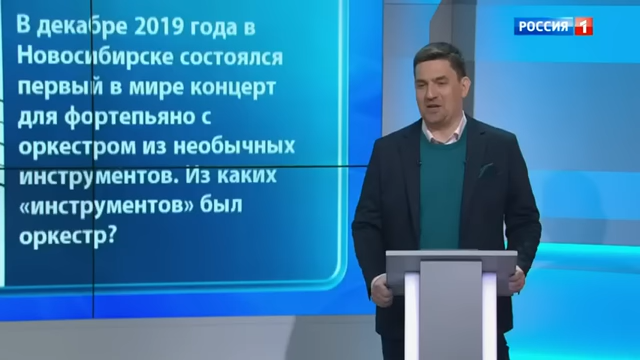 В декабре 2019 года в
Новосибирске состоялся
первый в мире концерт
для фортепьяно с
оркестром из необычных
инструментов. Из каких
«инструментов» был
оркестр?
РОССИЯ 1